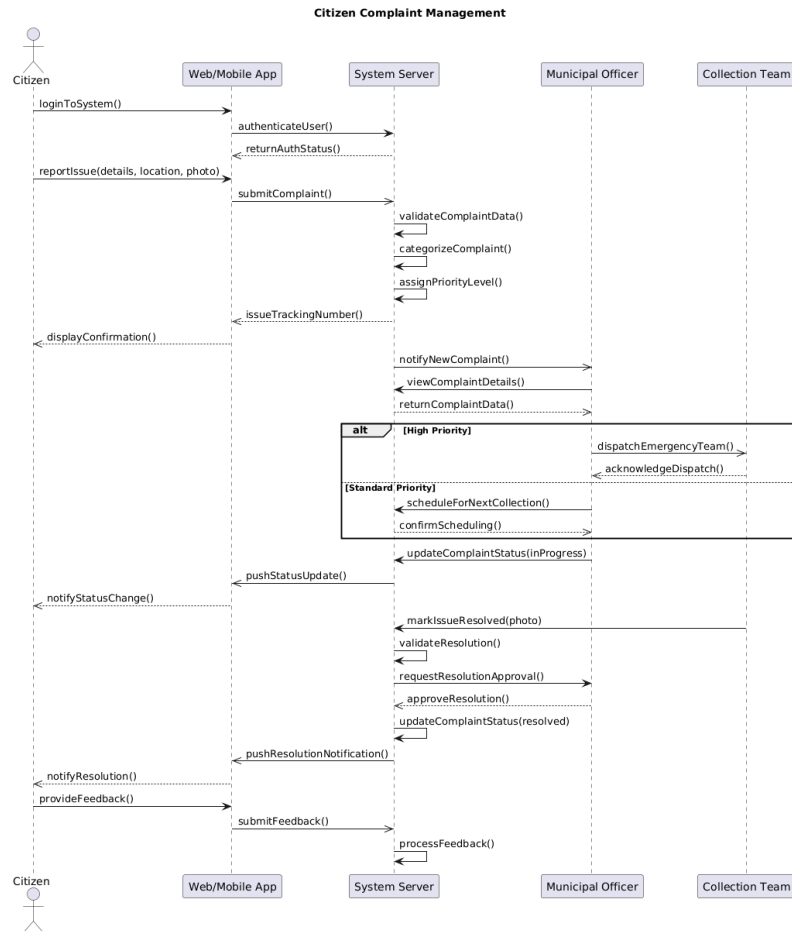 Citizen Complaint Management
Citizen
Web/Mobile App
System Server
Municipal Officer
Collection Team
loginToSystem()
authenticateUser()
returnAuthStatus()
reportIssue(details, location, photo)
submitComplaint()
validateComplaintData()
categorizeComplaint()
assignPriorityLevel()
issueTrackingNumber()
displayConfirmation()
notifyNewComplaint()
viewComplaintDetails()
returnComplaintData()
alt [High Priority]
dispatchEmergencyTeam()
acknowledgeDispatch()
[Standard Priority]
scheduleForNextCollection()
confirmScheduling()
updateComplaintStatus(inProgress)
pushStatusUpdate()
notifyStatusChange()
markIssueResolved(photo)
validateResolution()
requestResolutionApproval()
approveResolution()
updateComplaintStatus(resolved)
pushResolutionNotification()
notifyResolution()
provideFeedback()
submitFeedback()
processFeedback()
Citizen
Web/Mobile App
System Server
Municipal Officer
Collection Team